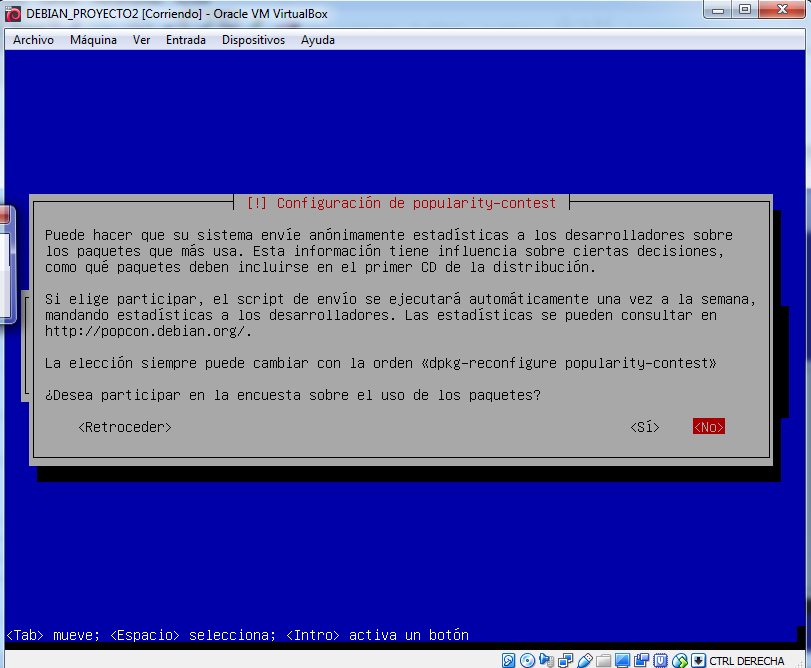 DEBIAN_PROYECTO2 [Corriendo] - Oracle VM VirtualBox
Archivo Máquina Ver Entrada Dispositivos Ayuda
[!] Configuración de popularity-contest
Puede hacer que su sistema envíe anónimamente estadísticas a los desarrolladores sobre
los paquetes que más usa. Esta información tiene influencia sobre ciertas decisiones,
como qué paquetes deben incluirse en el primer CD de la distribución.
Si elige participar, el script de envío se ejecutará automáticamente una vez a la semana,
mandando estadísticas a los desarrolladores. Las estadísticas se pueden consultar en
http://popcon.debian.org/.
La elección siempre puede cambiar con la orden «dpkg-reconfigure popularity-contest»
¿Desea participar en la encuesta sobre el uso de los paquetes?
<Retroceder> <Sí> <No>
<Tab> mueve; <Espacio> selecciona; <Intro> activa un botón
CTRL DERECHA